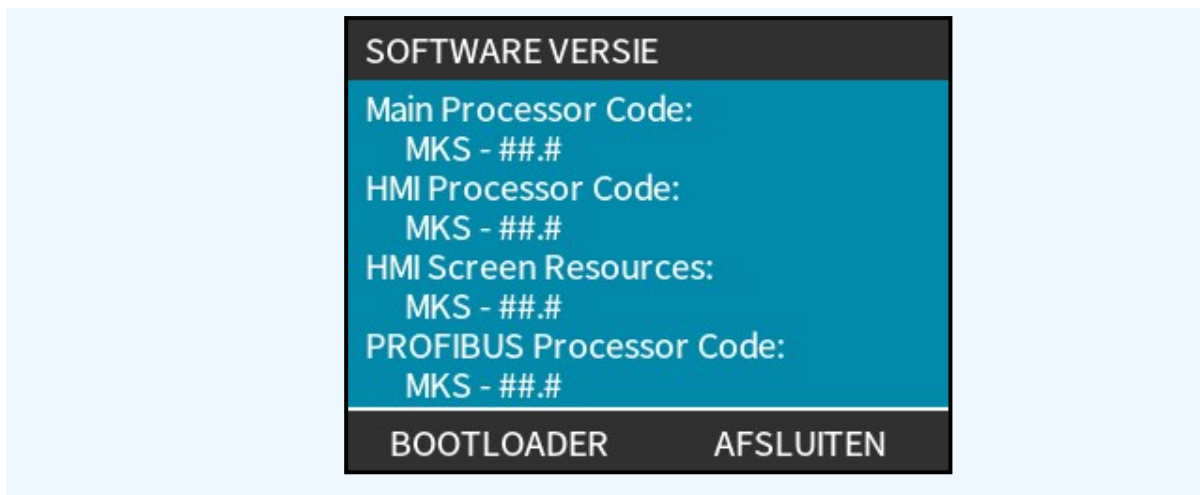 SOFTWARE VERSIE
Main Processor Code:
MKS - ##.#
HMI Processor Code:
MKS - ##.#
HMI Screen Resources:
MKS - ##.#
PROFIBUS Processor Code:
MKS - ##.#
BOOTLOADER AFSLUITEN